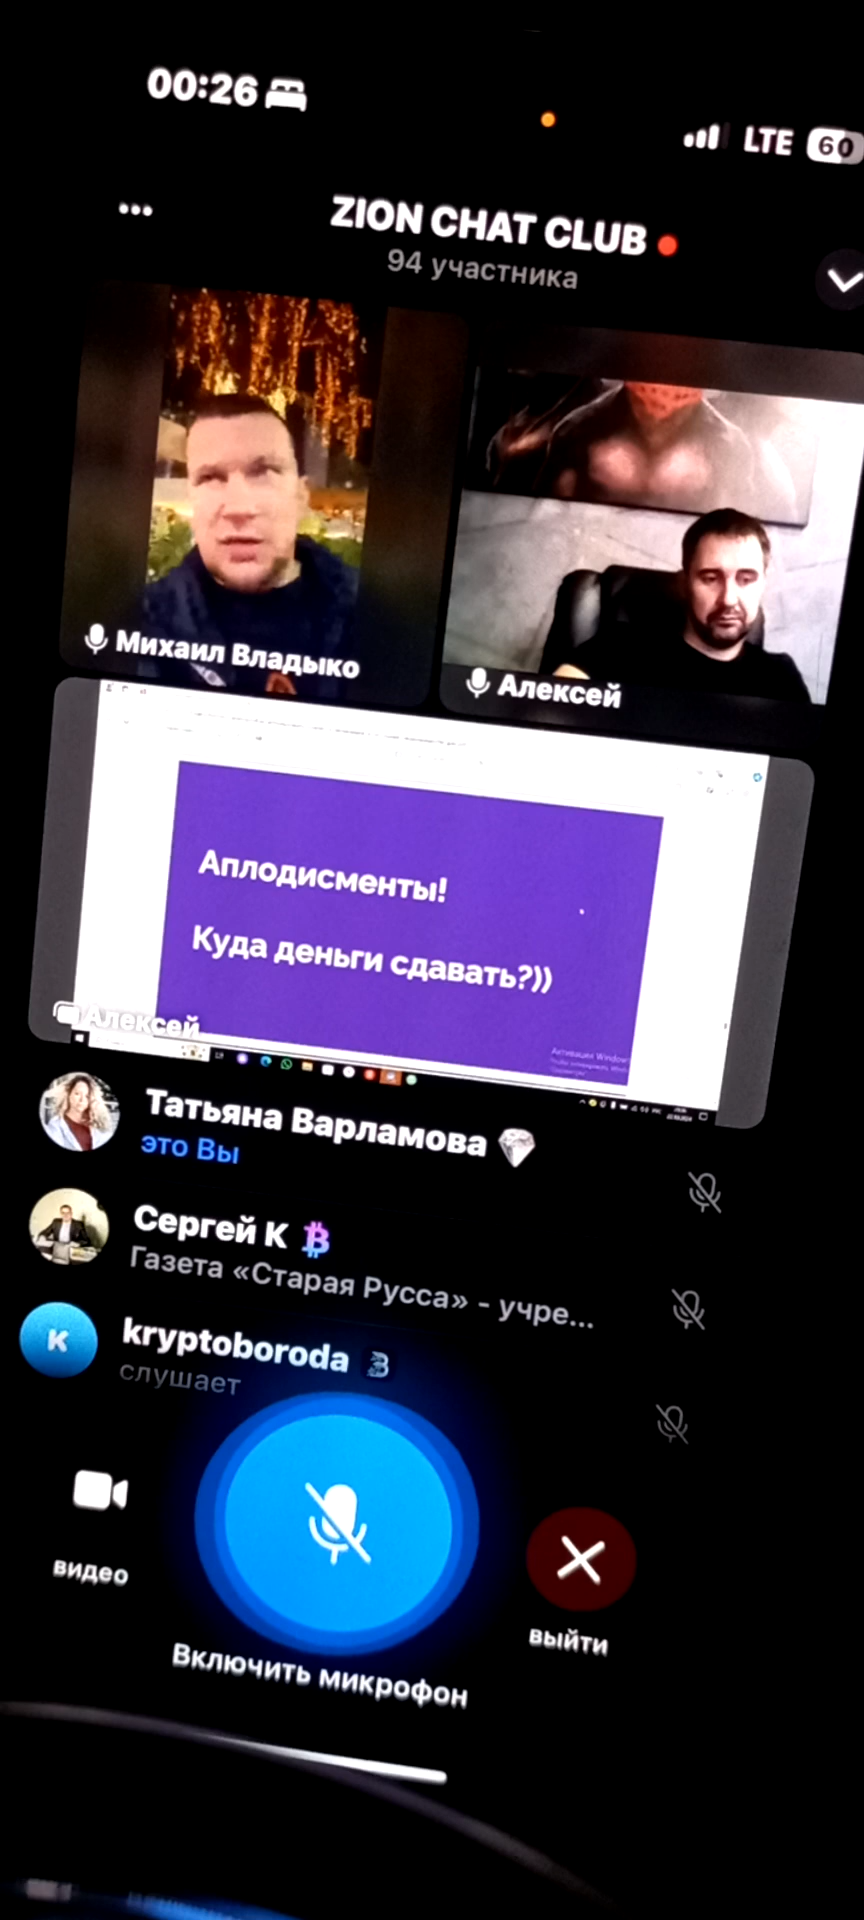 00:26
LTE 60
ZION CHAT CLUB
94 участника
Михаил Владыко
Алексей
Аплодисменты!
Куда деньги сдавать?))
Алексей
Татьяна Варламова
это Вы
Сергей К
Газета «Старая Русса» - учре...
K
kryptoboroda
слушает
видео
Включить микрофон
выйти